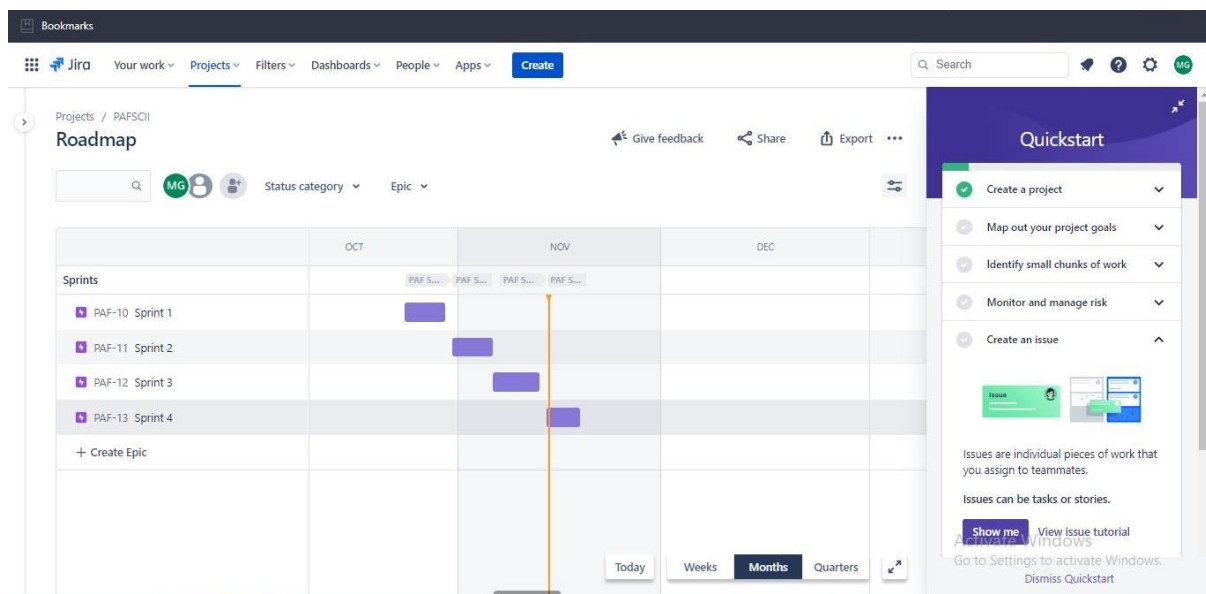 Bookmarks
Jira Your work Projects Filters Dashboards People Apps Create Search MG
Projects / PAFSCII
Roadmap
Give feedback Share Export
MG Status category Epic
OCT NOV DEC
Sprints PAF S... PAF S... PAF S... PAF S...
PAF-10 Sprint 1
PAF-11 Sprint 2
PAF-12 Sprint 3
PAF-13 Sprint 4
+ Create Epic
Today Weeks Months Quarters
Quickstart
Create a project
Map out your project goals
Identify small chunks of work
Monitor and manage risk
Create an issue
Issue
Issues are individual pieces of work that
you assign to teammates.
Issues can be tasks or stories.
Show me View issue tutorial
Activate Windows
Go to Settings to activate Windows.
Dismiss Quickstart